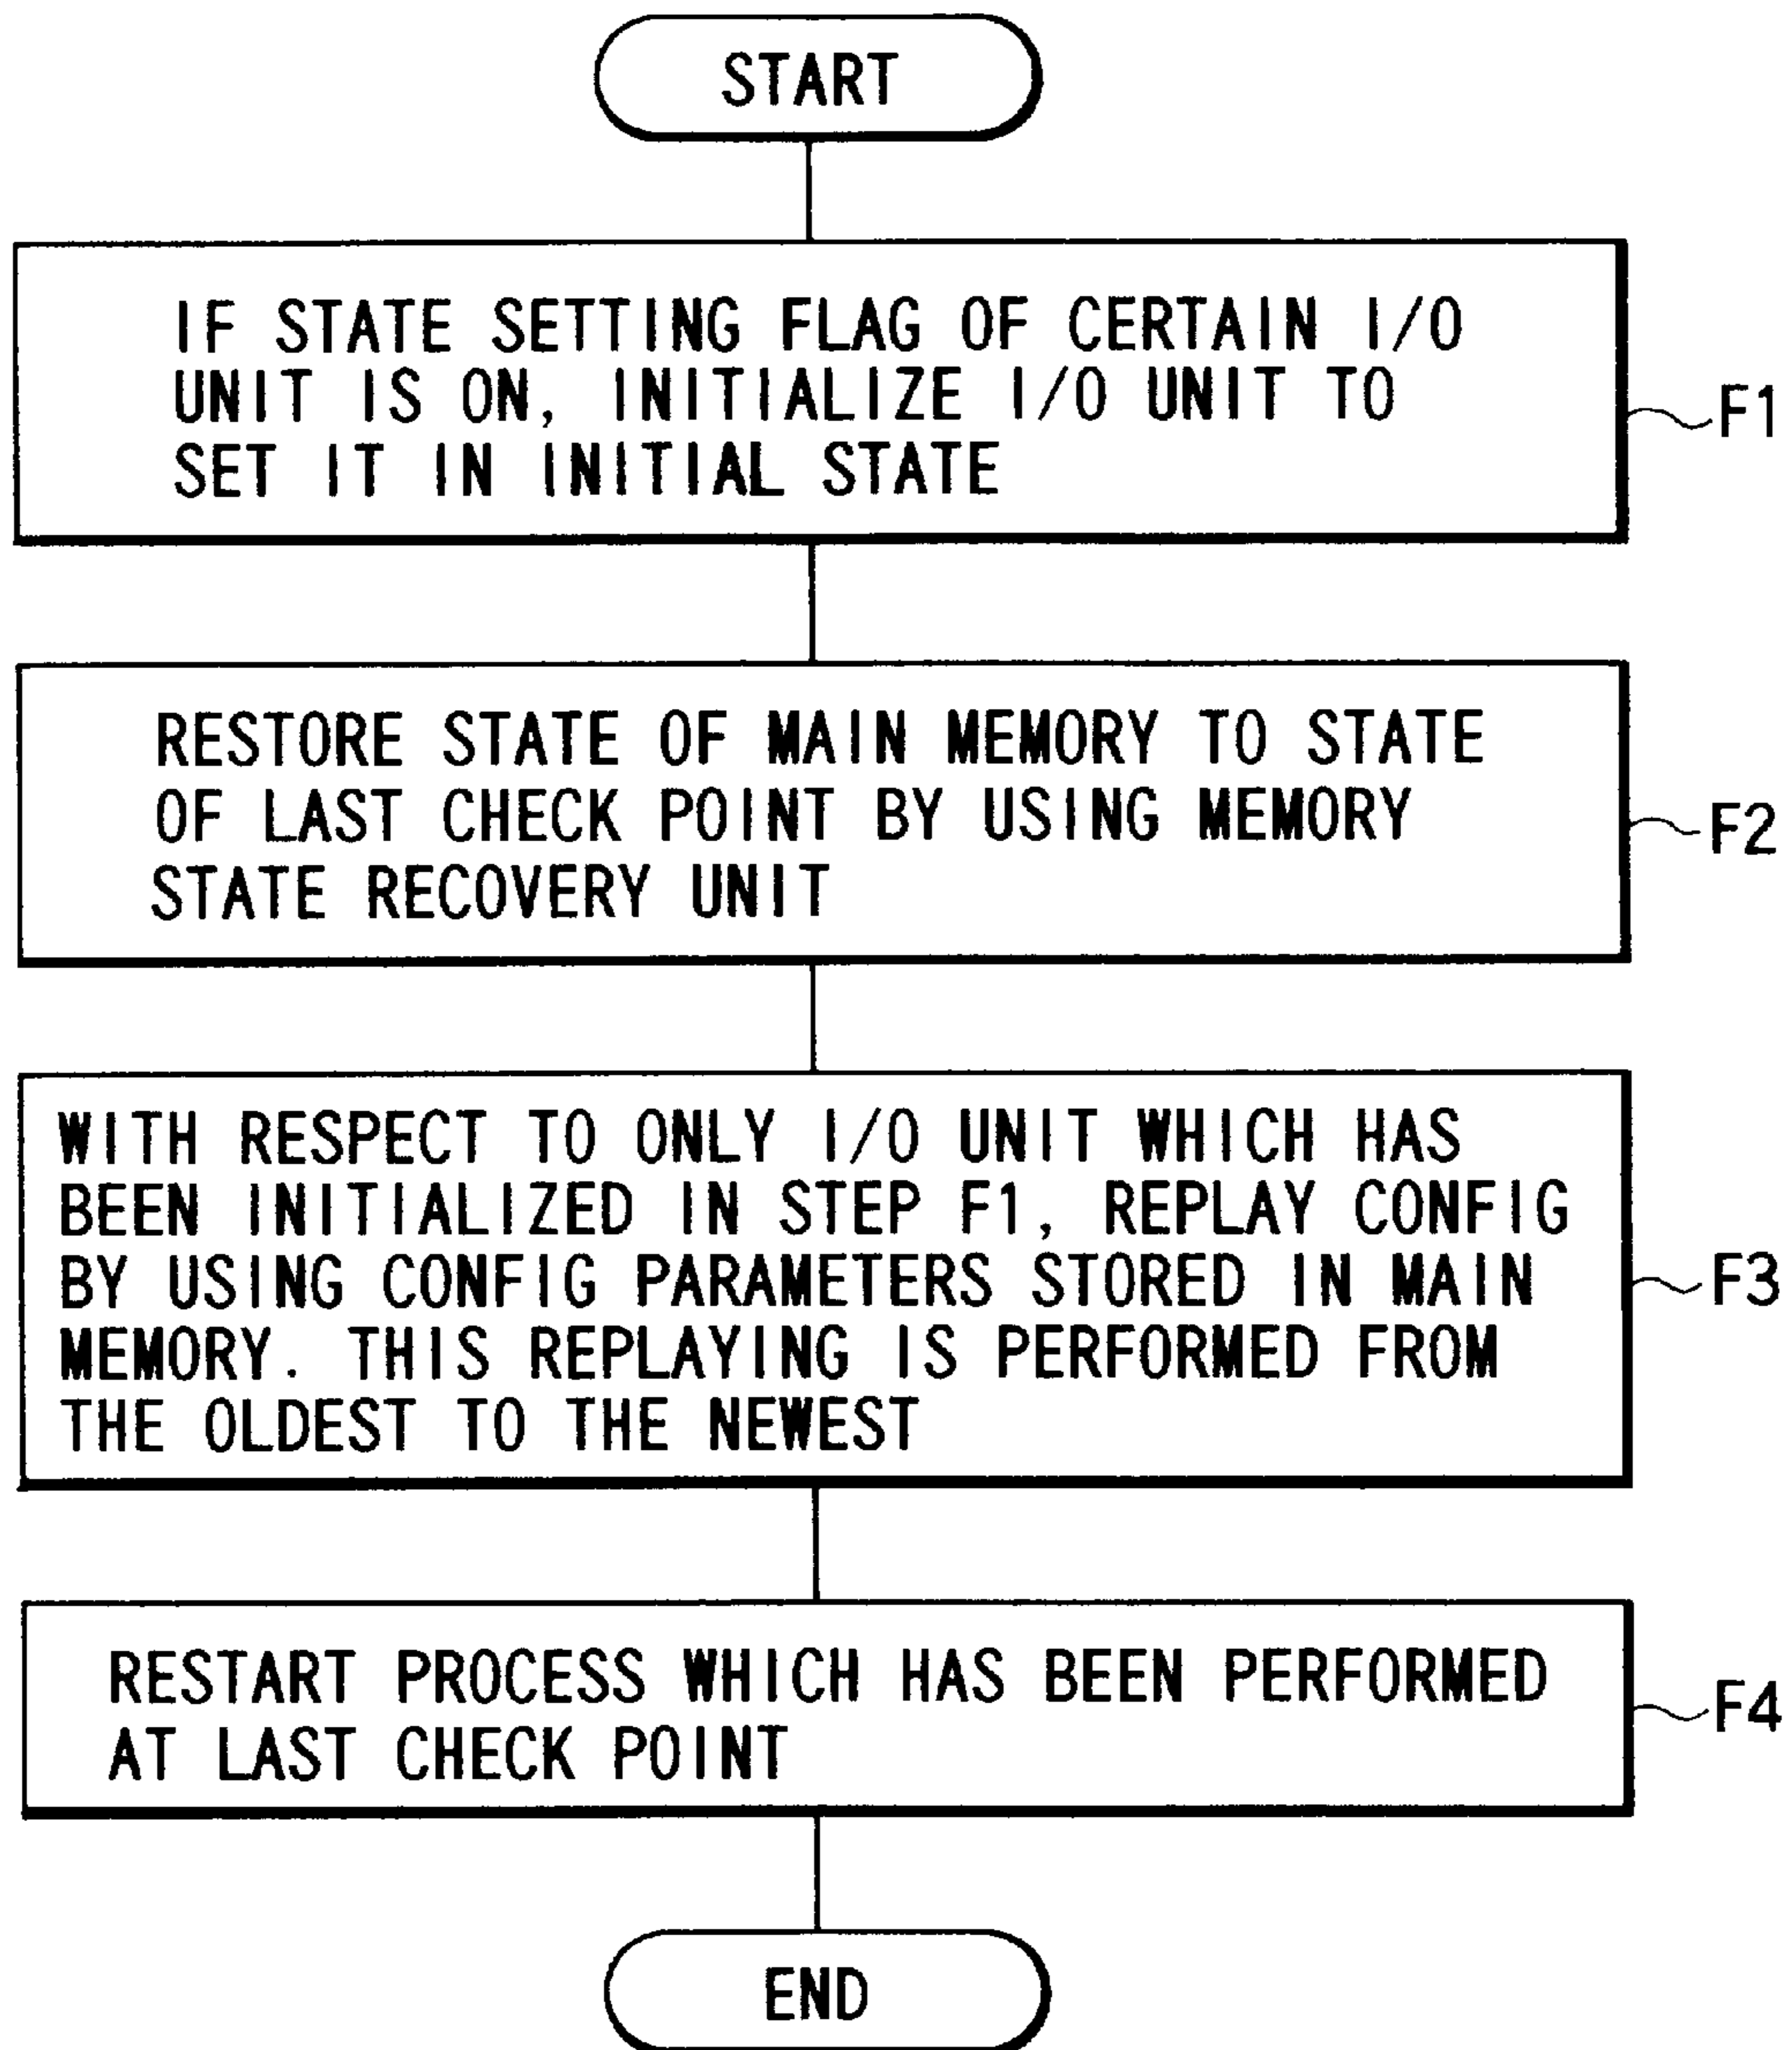 START
IF STATE SETTING FLAG OF CERTAIN I/O
UNIT IS ON, INITIALIZE I/O UNIT TO
SET IT IN INITIAL STATE
F1
RESTORE STATE OF MAIN MEMORY TO STATE
OF LAST CHECK POINT BY USING MEMORY
STATE RECOVERY UNIT
F2
WITH RESPECT TO ONLY I/O UNIT WHICH HAS
BEEN INITIALIZED IN STEP F1, REPLAY CONFIG
BY USING CONFIG PARAMETERS STORED IN MAIN
MEMORY. THIS REPLAYING IS PERFORMED FROM
THE OLDEST TO THE NEWEST
F3
RESTART PROCESS WHICH HAS BEEN PERFORMED
AT LAST CHECK POINT
F4
END